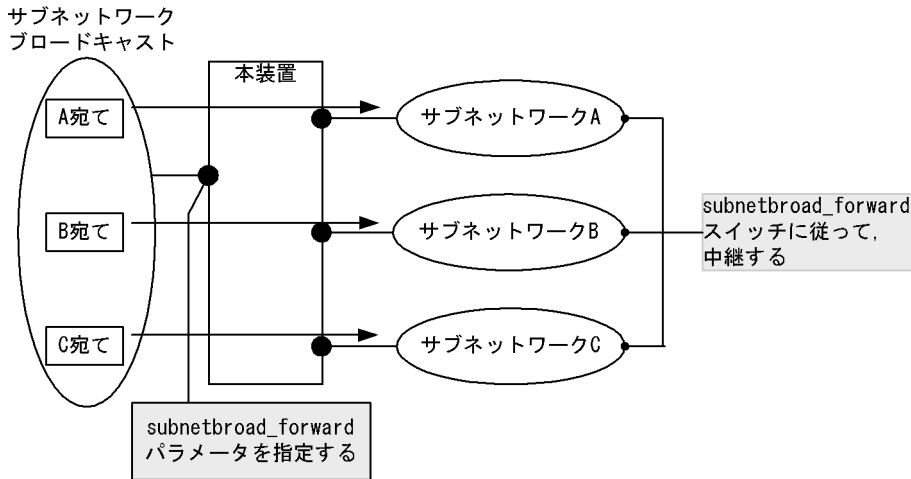 サブネットワーク
ブロードキャスト
本装置
A宛て
サブネットワークA
B宛て
サブネットワークB
subnetbroad_forward
スイッチに従って,
中継する
C宛て
サブネットワークC
subnetbroad_forward
パラメータを指定する